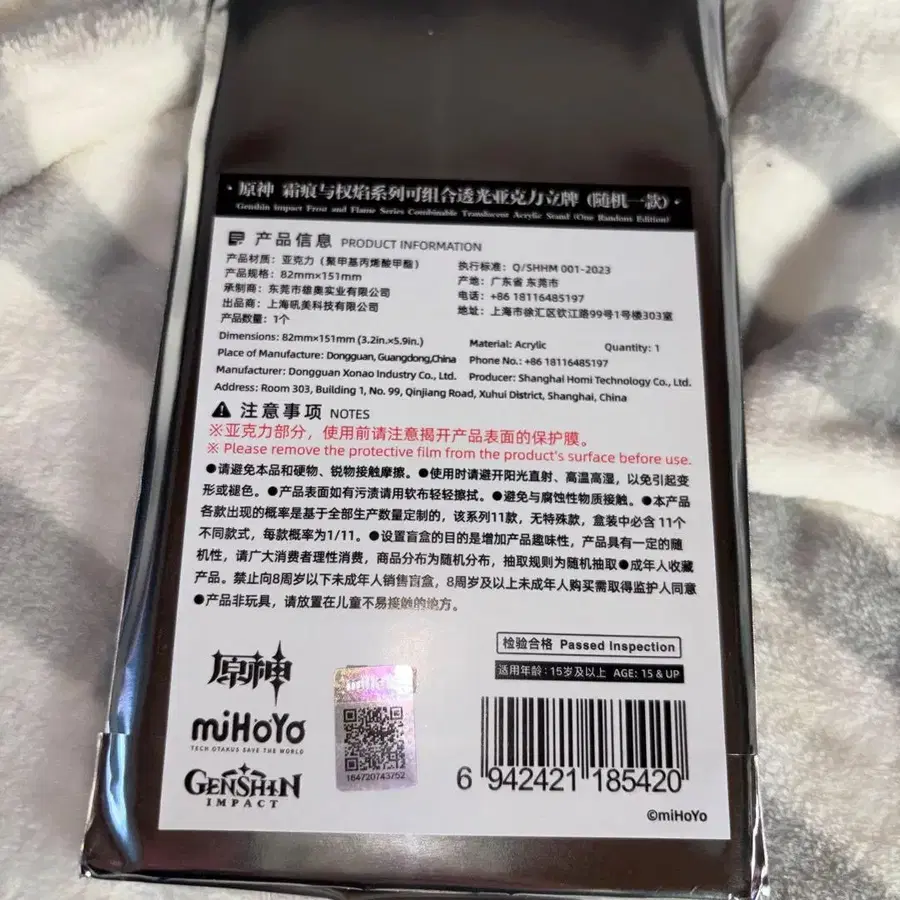 ·原神 霜痕与权焰系列可组合透光亚克力立牌 (随机一款)·
Genshin Impact Frost and Flame Series Combinable Translucent Acrylic Stand (One Random Edition)
产品信息 PRODUCT INFORMATION
产品材质：亚克力（聚甲基丙烯酸甲酯）
产品规格：82mm×151mm
承制商：东莞市雄奥实业有限公司
出品商：上海吼美科技有限公司
产品数量：1个
执行标准：Q/SHHM 001-2023
产地：广东省 东莞市
电话：+86 18116485197
地址：上海市徐汇区钦江路99号1号楼303室
Dimensions: 82mm×151mm (3.2in.×5.9in.) Material: Acrylic Quantity: 1
Place of Manufacture: Dongguan, Guangdong,China Phone No.: +86 18116485197
Manufacturer: Dongguan Xonao Industry Co., Ltd. Producer: Shanghai Homi Technology Co., Ltd.
Address: Room 303, Building 1, No. 99, Qinjiang Road, Xuhui District, Shanghai, China
注意事项 NOTES
※亚克力部分，使用前请注意揭开产品表面的保护膜。
※ Please remove the protective film from the product's surface before use.
●请避免本品和硬物、锐物接触摩擦。●使用时请避开阳光直射、高温高湿，以免引起变
形或褪色。●产品表面如有污渍请用软布轻轻擦拭。●避免与腐蚀性物质接触。●本产品
各款出现的概率是基于全部生产数量定制的，该系列11款，无特殊款，盒装中必含 11个
不同款式，每款概率为1/11。●设置盲盒的目的是增加产品趣味性，产品具有一定的随
机性，请广大消费者理性消费，商品分布为随机分布，抽取规则为随机抽取●成年人收藏
产品。禁止向8周岁以下未成年人销售盲盒，8周岁及以上未成年人购买需取得监护人同意
●产品非玩具，请放置在儿童不易接触的地方。
检验合格 Passed Inspection
适用年龄：15岁及以上 AGE: 15 & UP
原神
miHoYo
TECH OTAKUS SAVE THE WORLD
GENSHIN
IMPACT
miHoYo
164720743752
6 942421 185420
©miHoYo